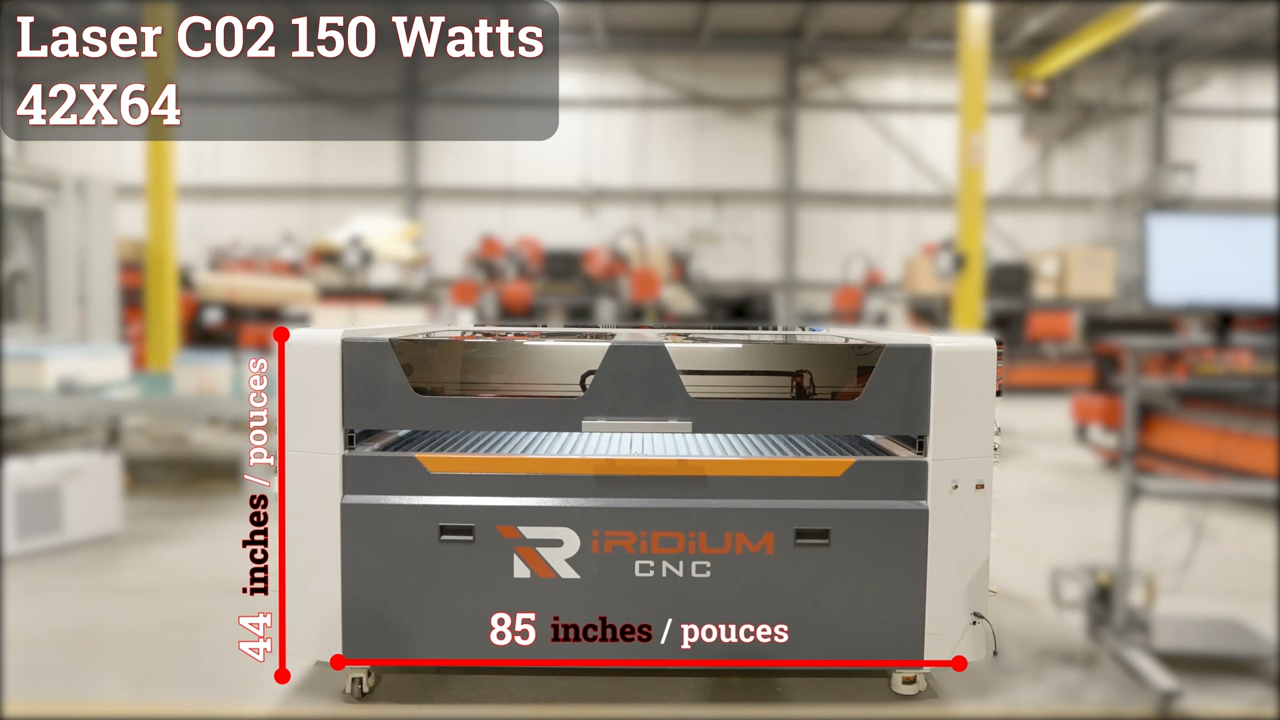 Laser C02 150 Watts
42X64
44 inches / pouces
IRIDIUM
CNC
85 inches / pouces